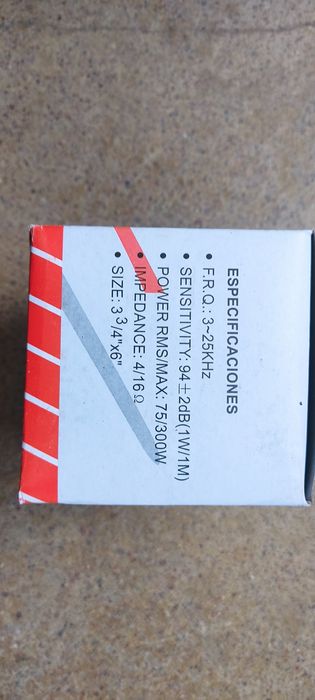 ESPECIFICACIONES
• F.R.Q.: 3~25KHz
• SENSITIVITY: 94±2dB(1W/1M)
• POWER RMS/MAX: 75/300W
• IMPEDANCE: 4/16Ω
• SIZE: 3 3/4"x6"